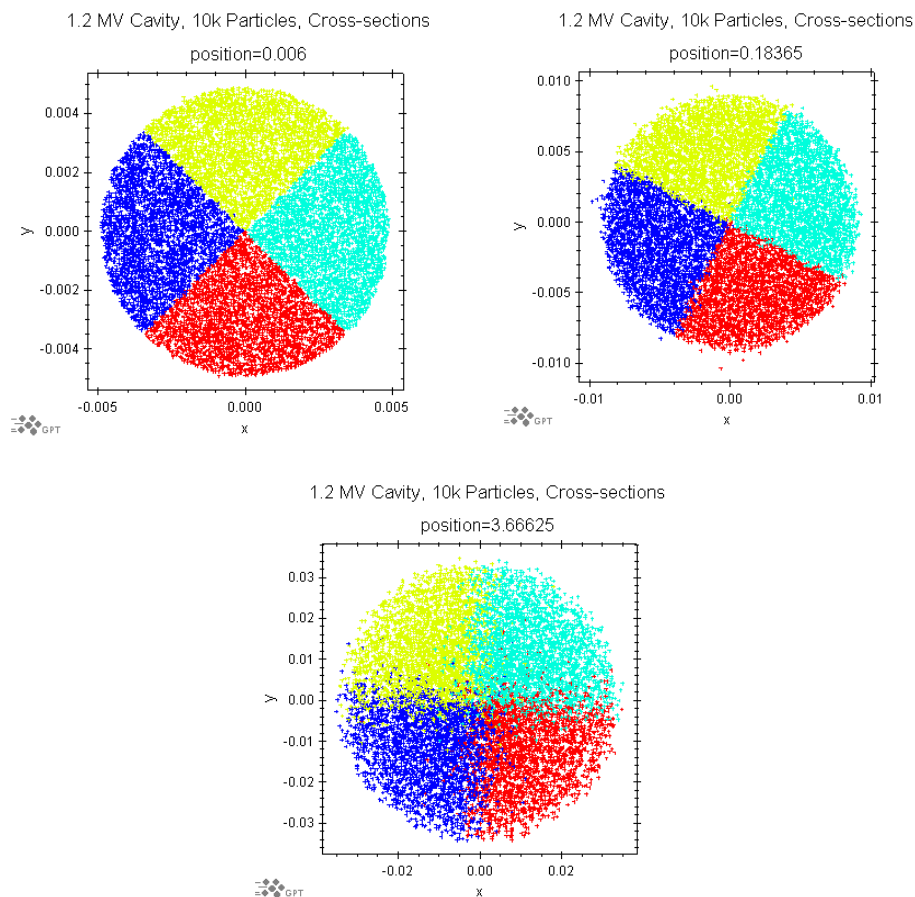 1.2 MV Cavity, 10k Particles, Cross-sections
position=0.006
0.004
0.002
0.000
-0.002
-0.004
y
-0.005
0.000
0.005
x
GPT
1.2 MV Cavity, 10k Particles, Cross-sections
position=0.18365
0.010
0.005
0.000
-0.005
-0.010
y
-0.01
0.00
0.01
x
GPT
1.2 MV Cavity, 10k Particles, Cross-sections
position=3.66625
0.03
0.02
0.01
0.00
-0.01
-0.02
-0.03
y
-0.02
0.00
0.02
x
GPT